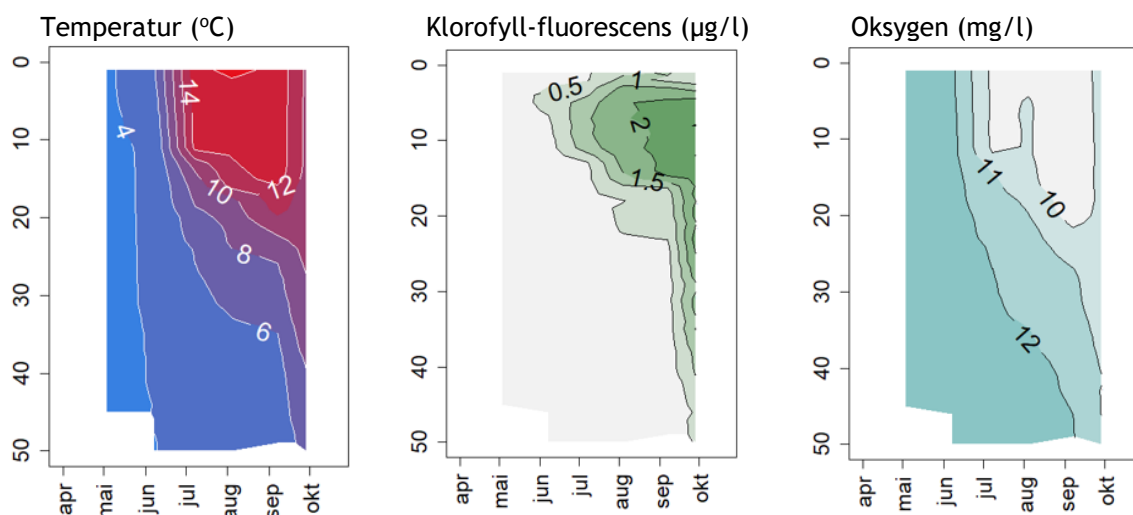 Temperatur (°C)
0
10
20
30
40
50
apr
mai
jun
jul
aug
sep
okt
4
14
10
12
8
6
Klorofyll-fluorescens (µg/l)
0
10
20
30
40
50
apr
mai
jun
jul
aug
sep
okt
0.5
1
2
1.5
Oksygen (mg/l)
0
10
20
30
40
50
apr
mai
jun
jul
aug
sep
okt
11
10
12